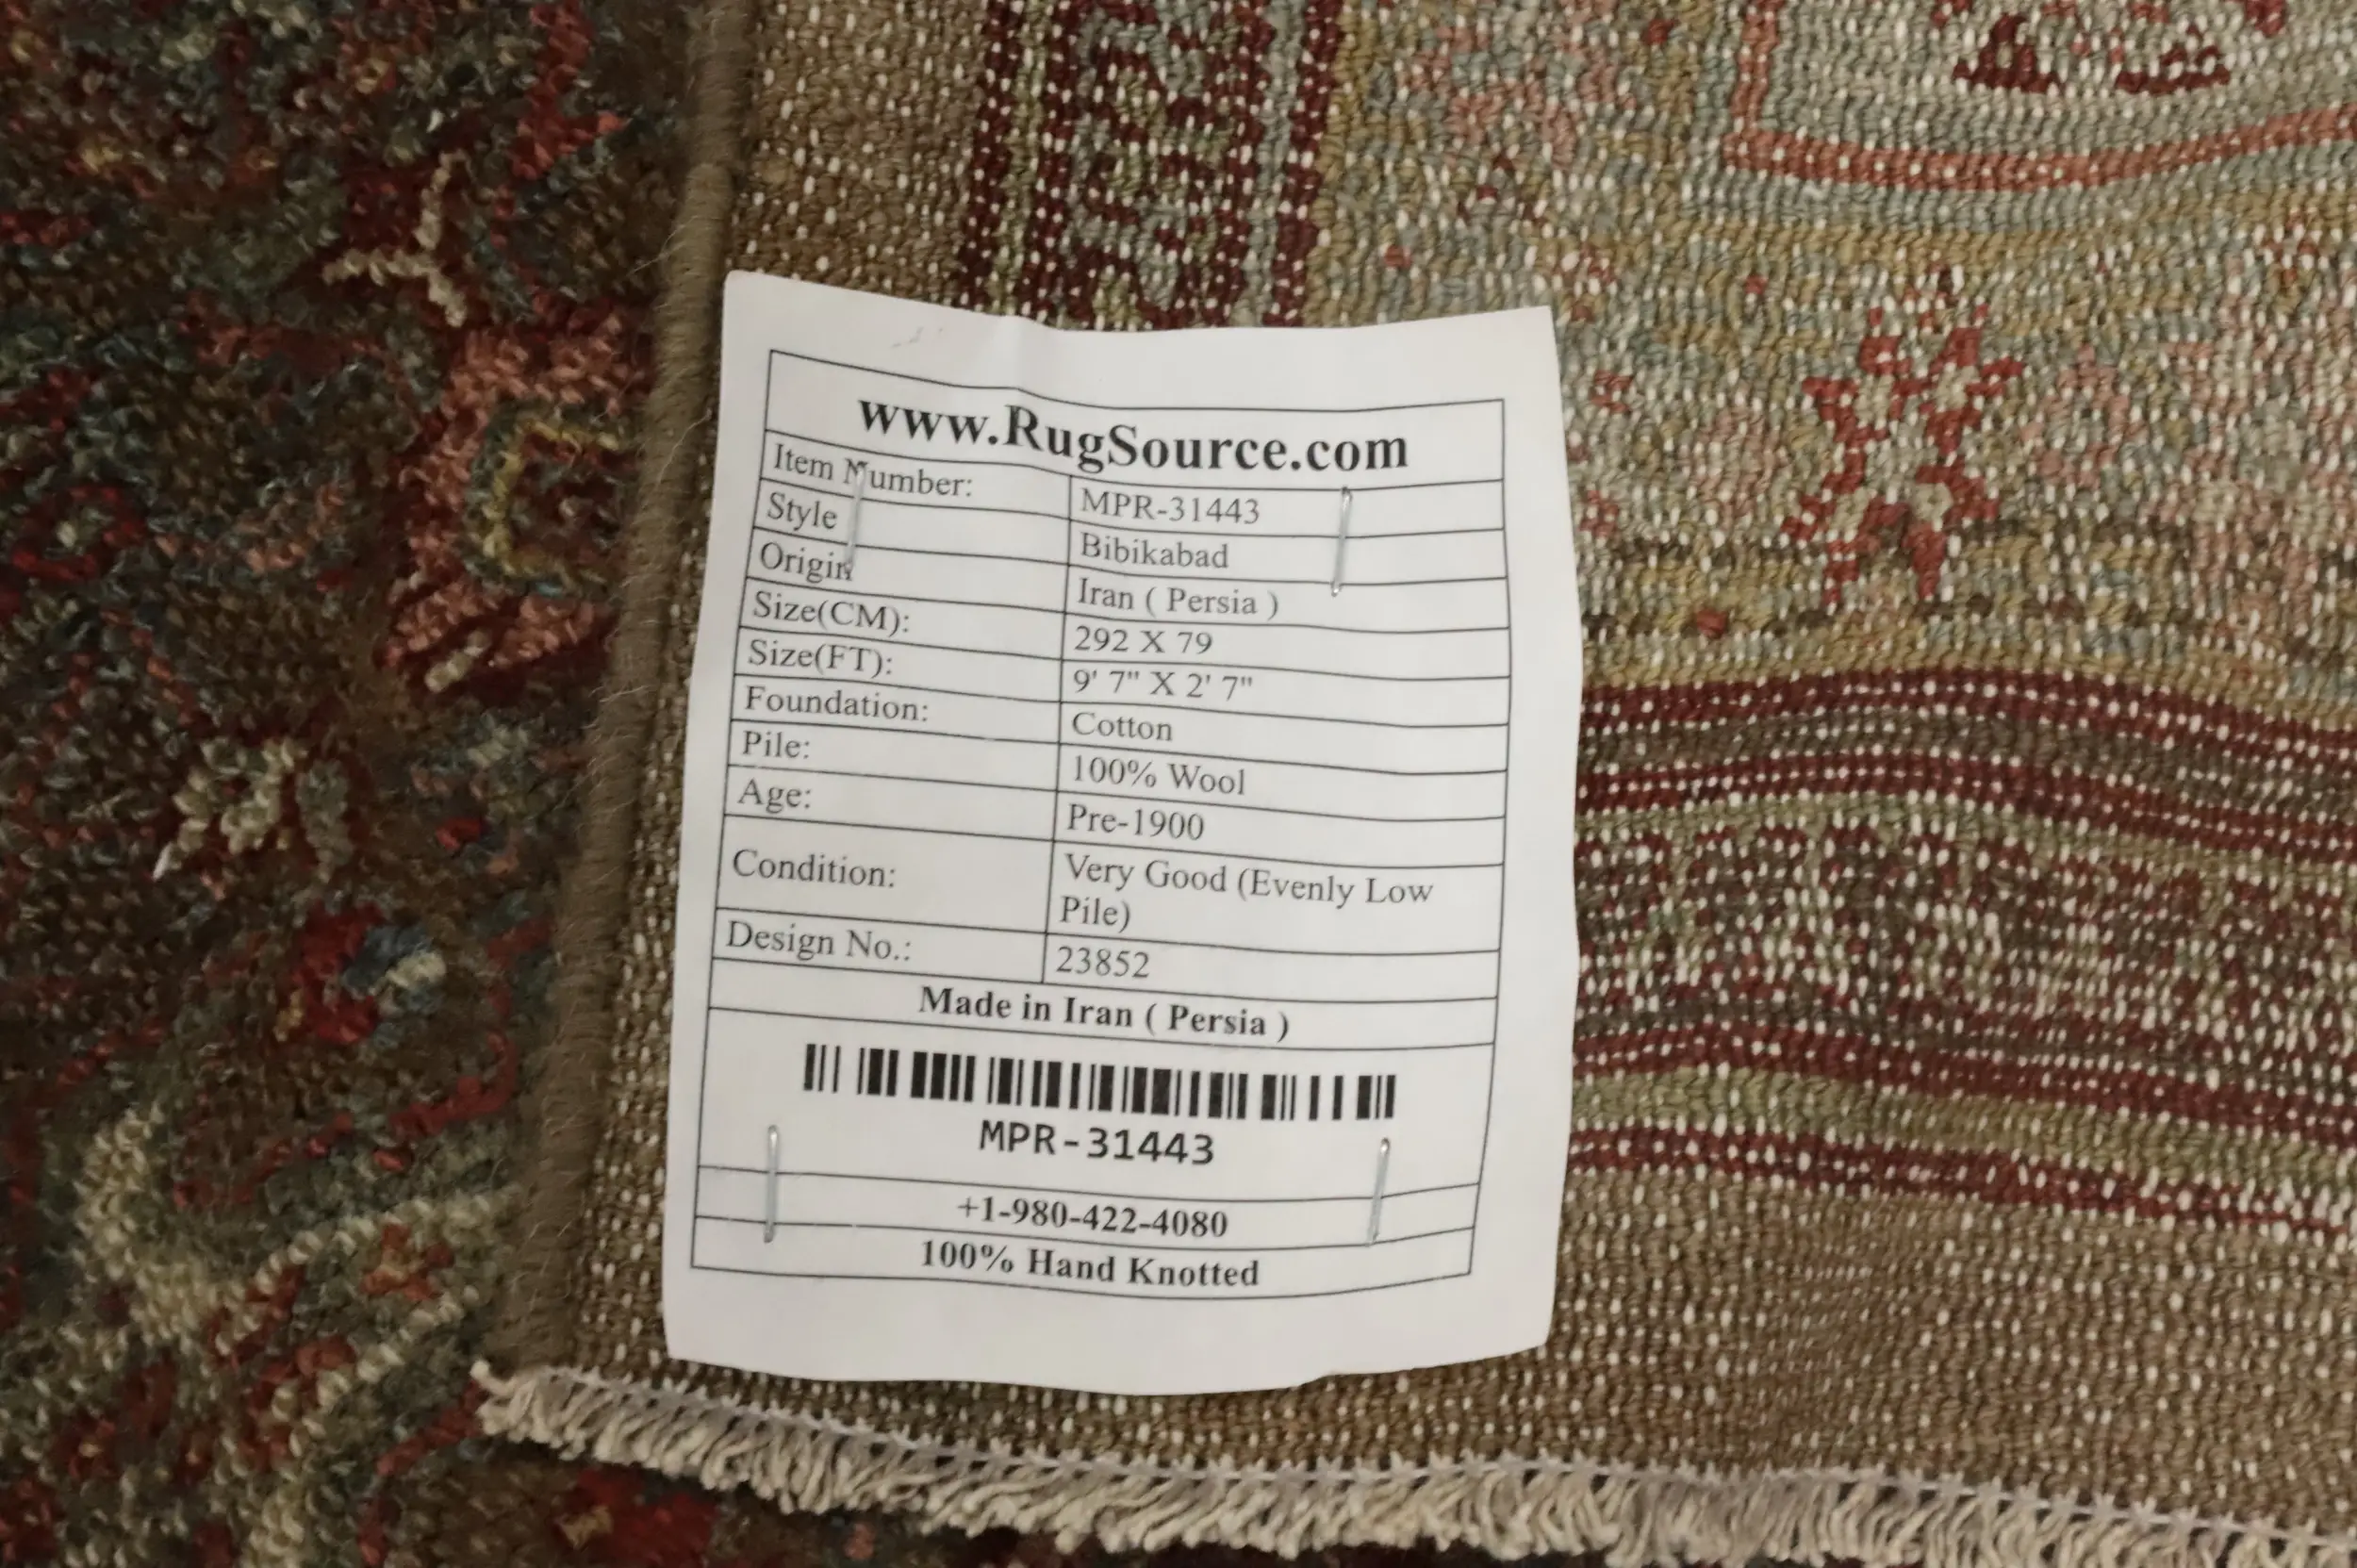 www.RugSource.com
Item Number: MPR-31443
Style Bibikabad
Origin Iran ( Persia )
Size(CM): 292 X 79
Size(FT): 9' 7" X 2' 7"
Foundation: Cotton
Pile: 100% Wool
Age: Pre-1900
Condition: Very Good (Evenly Low
Pile)
Design No.: 23852
Made in Iran ( Persia )
MPR-31443
+1-980-422-4080
100% Hand Knotted